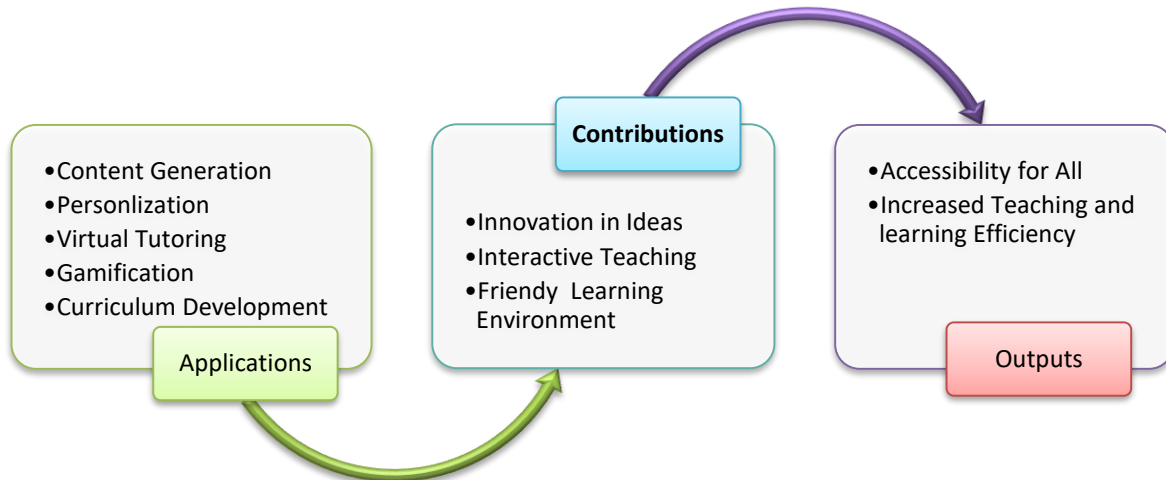 •Content Generation
•Personlization
•Virtual Tutoring
•Gamification
•Curriculum Development
Applications
Contributions
•Innovation in Ideas
•Interactive Teaching
•Friendy Learning
Environment
•Accessibility for All
•Increased Teaching and
learning Efficiency
Outputs